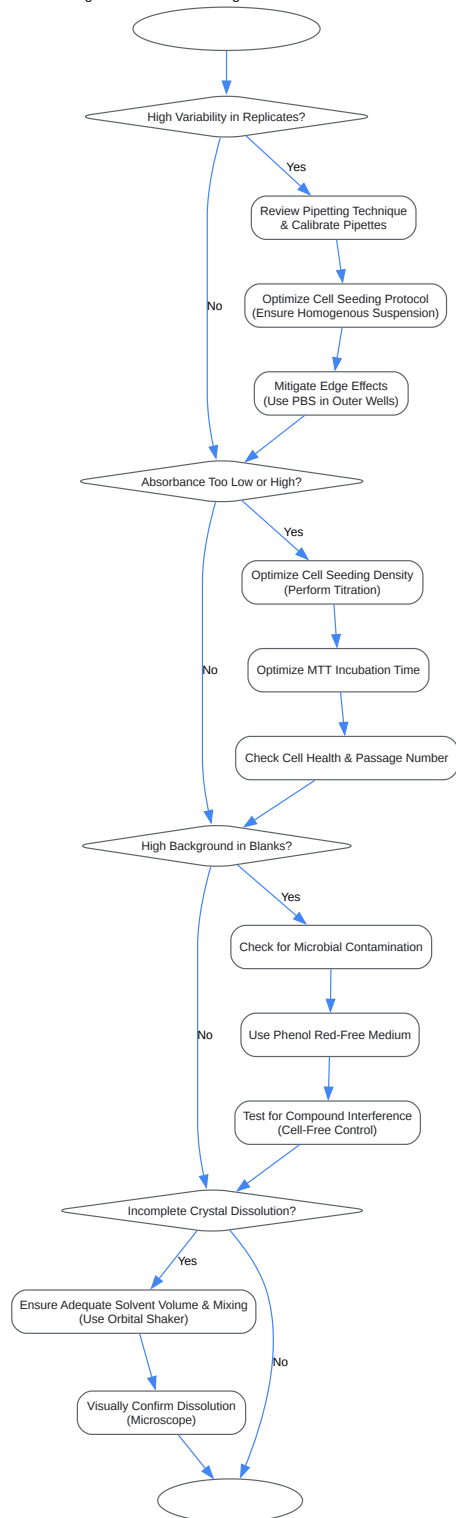 High Variability in Replicates?
Yes
Review Pipetting Technique
& Calibrate Pipettes
Optimize Cell Seeding Protocol
(Ensure Homogenous Suspension)
No
Mitigate Edge Effects
(Use PBS in Outer Wells)
Absorbance Too Low or High?
Yes
Optimize Cell Seeding Density
(Perform Titration)
No
Optimize MTT Incubation Time
Check Cell Health & Passage Number
High Background in Blanks?
Yes
Check for Microbial Contamination
No
Use Phenol Red-Free Medium
Test for Compound Interference
(Cell-Free Control)
Incomplete Crystal Dissolution?
Yes
Ensure Adequate Solvent Volume & Mixing
(Use Orbital Shaker)
No
Visually Confirm Dissolution
(Microscope)